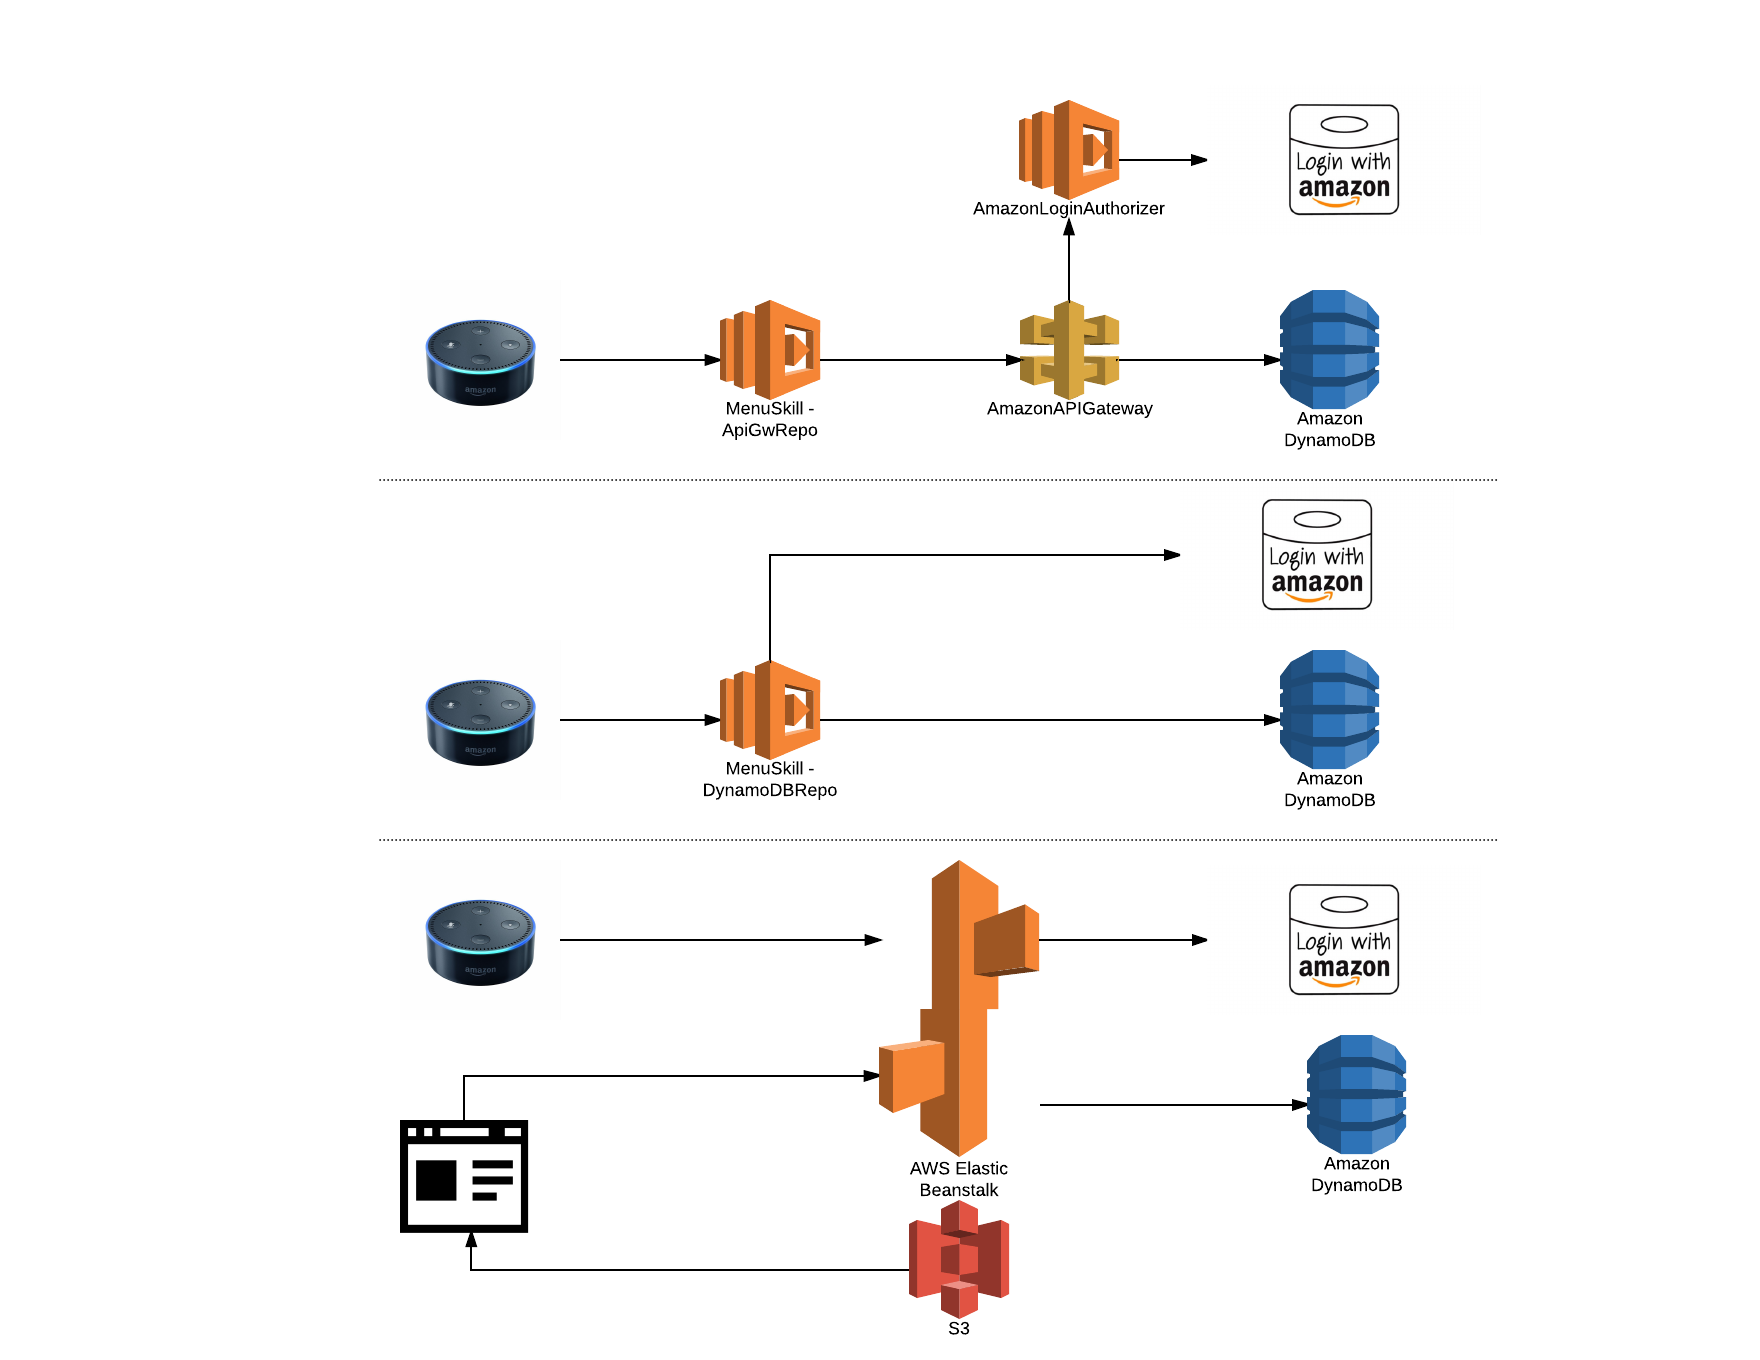 Login with
amazon
AmazonLoginAuthorizer
amazon
MenuSkill -
ApiGwRepo
AmazonAPIGateway
Amazon
DynamoDB
Login with
amazon
amazon
MenuSkill -
DynamoDBRepo
Amazon
DynamoDB
amazon
Login with
amazon
AWS Elastic
Beanstalk
Amazon
DynamoDB
S3